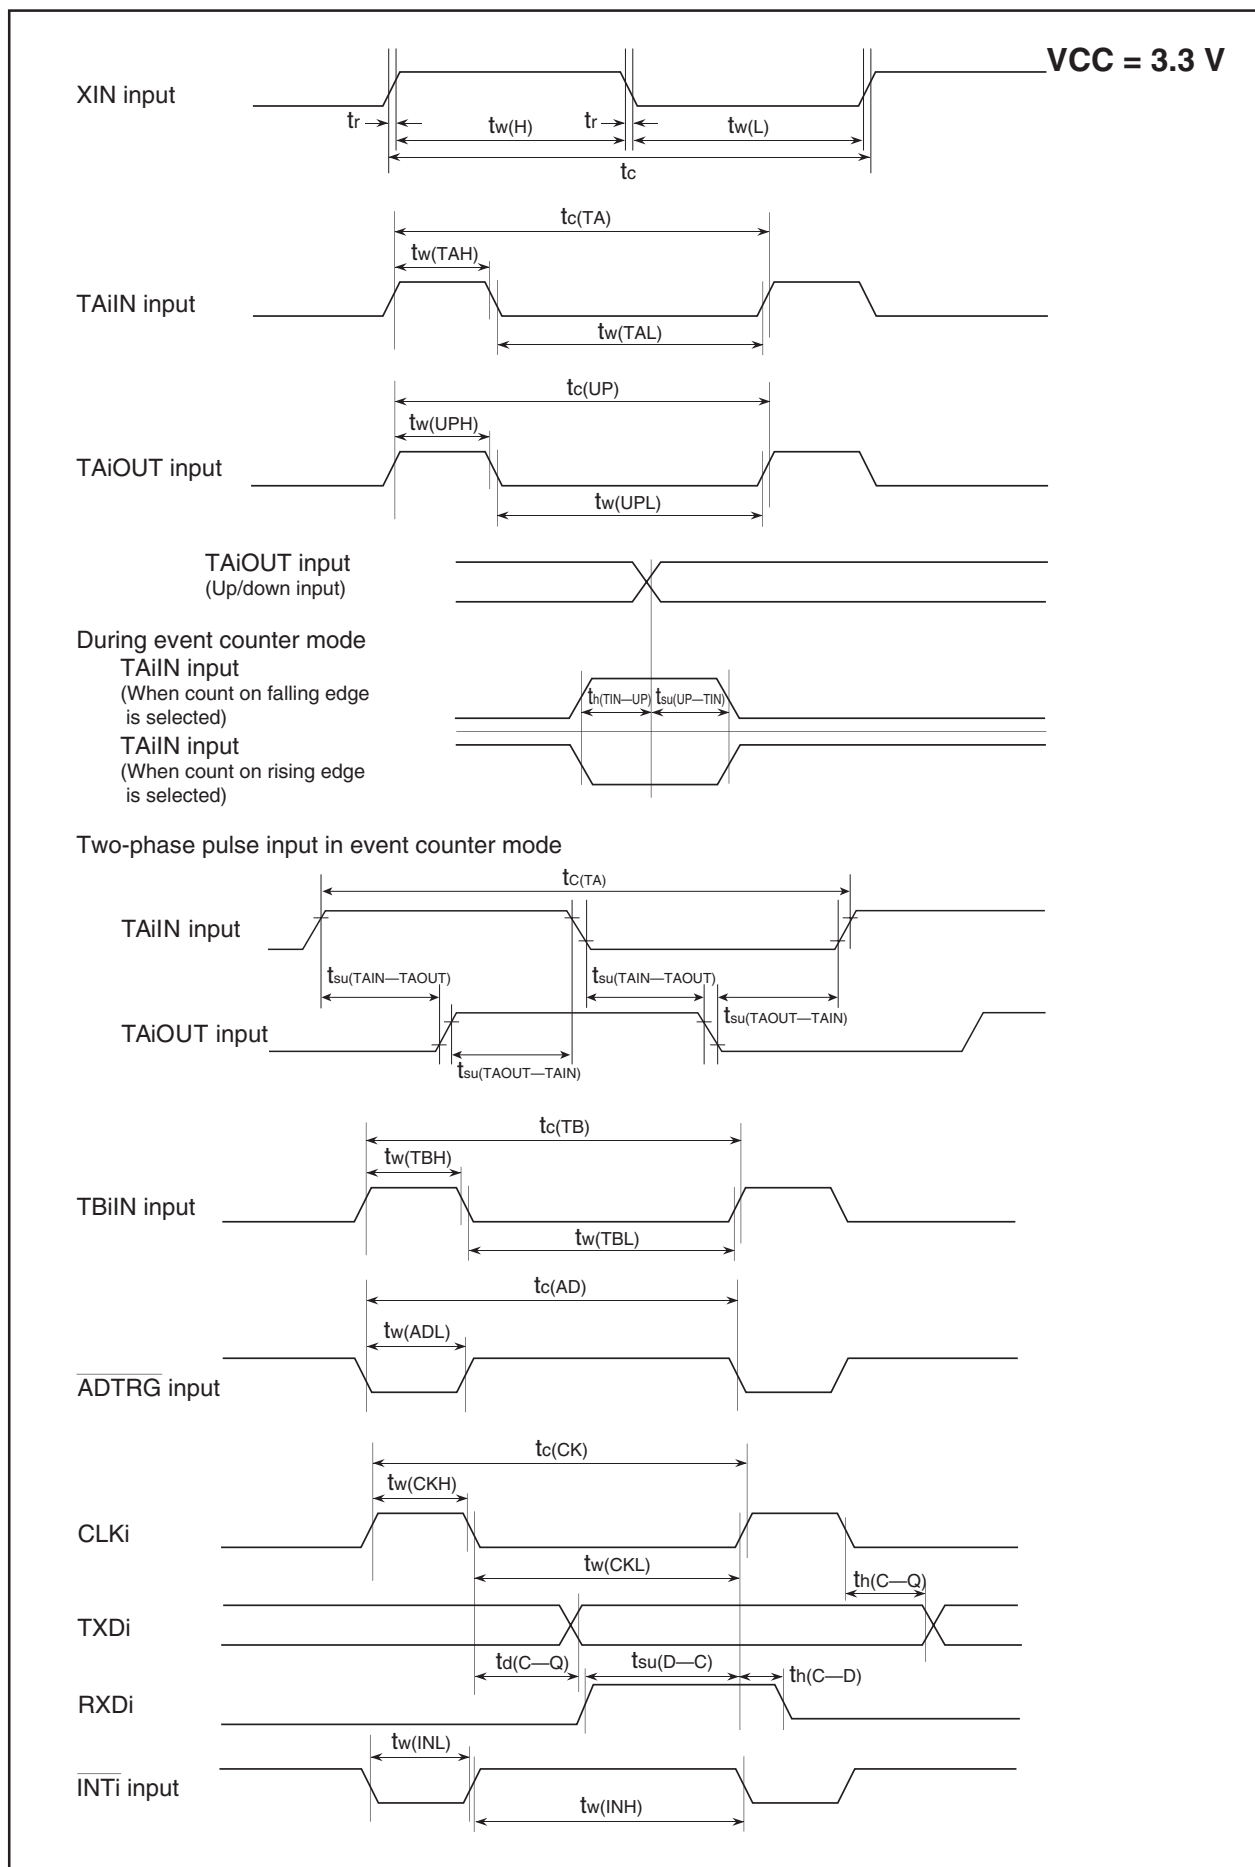 VCC = 3.3 V
XIN input
tr
tw(H)
tr
tw(L)
tc
tc(TA)
tw(TAH)
TAiIN input
tw(TAL)
tc(UP)
tw(UPH)
TAiOUT input
tw(UPL)
TAiOUT input
(Up/down input)
During event counter mode
TAiIN input
(When count on falling edge
is selected)
th(TIN—UP)
tsu(UP—TIN)
TAiIN input
(When count on rising edge
is selected)
Two-phase pulse input in event counter mode
tC(TA)
TAiIN input
tsu(TAIN—TAOUT)
tsu(TAIN—TAOUT)
tsu(TAOUT—TAIN)
TAiOUT input
tsu(TAOUT—TAIN)
tc(TB)
tw(TBH)
TBiIN input
tw(TBL)
tc(AD)
tw(ADL)
ADTRG input
tc(CK)
tw(CKH)
CLKi
tw(CKL)
th(C—Q)
TXDi
td(C—Q)
tsu(D—C)
th(C—D)
RXDi
tw(INL)
INTi input
tw(INH)